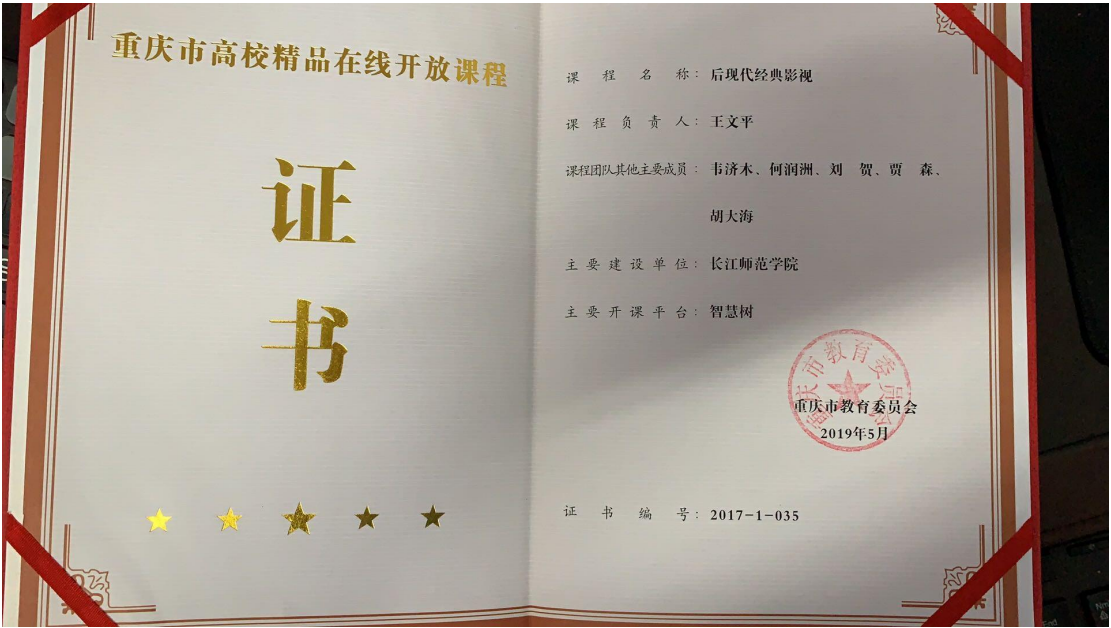 重庆市高校精品在线开放课程
证
书
课程名称：后现代经典影视
课程负责人：王文平
课程团队其他主要成员：韦济木、何润洲、刘 贺、贾 森、
胡大海
主要建设单位：长江师范学院
主要开课平台：智慧树
重庆市教育委员会
重庆市教育委员会
2019年5月
证书编号：2017-1-035